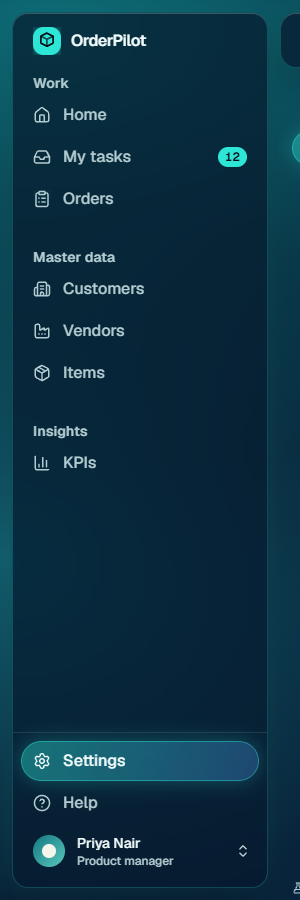 OrderPilot
Work
Home
My tasks 12
Orders
Master data
Customers
Vendors
Items
Insights
KPIs
Settings
Help
Priya Nair
Product manager